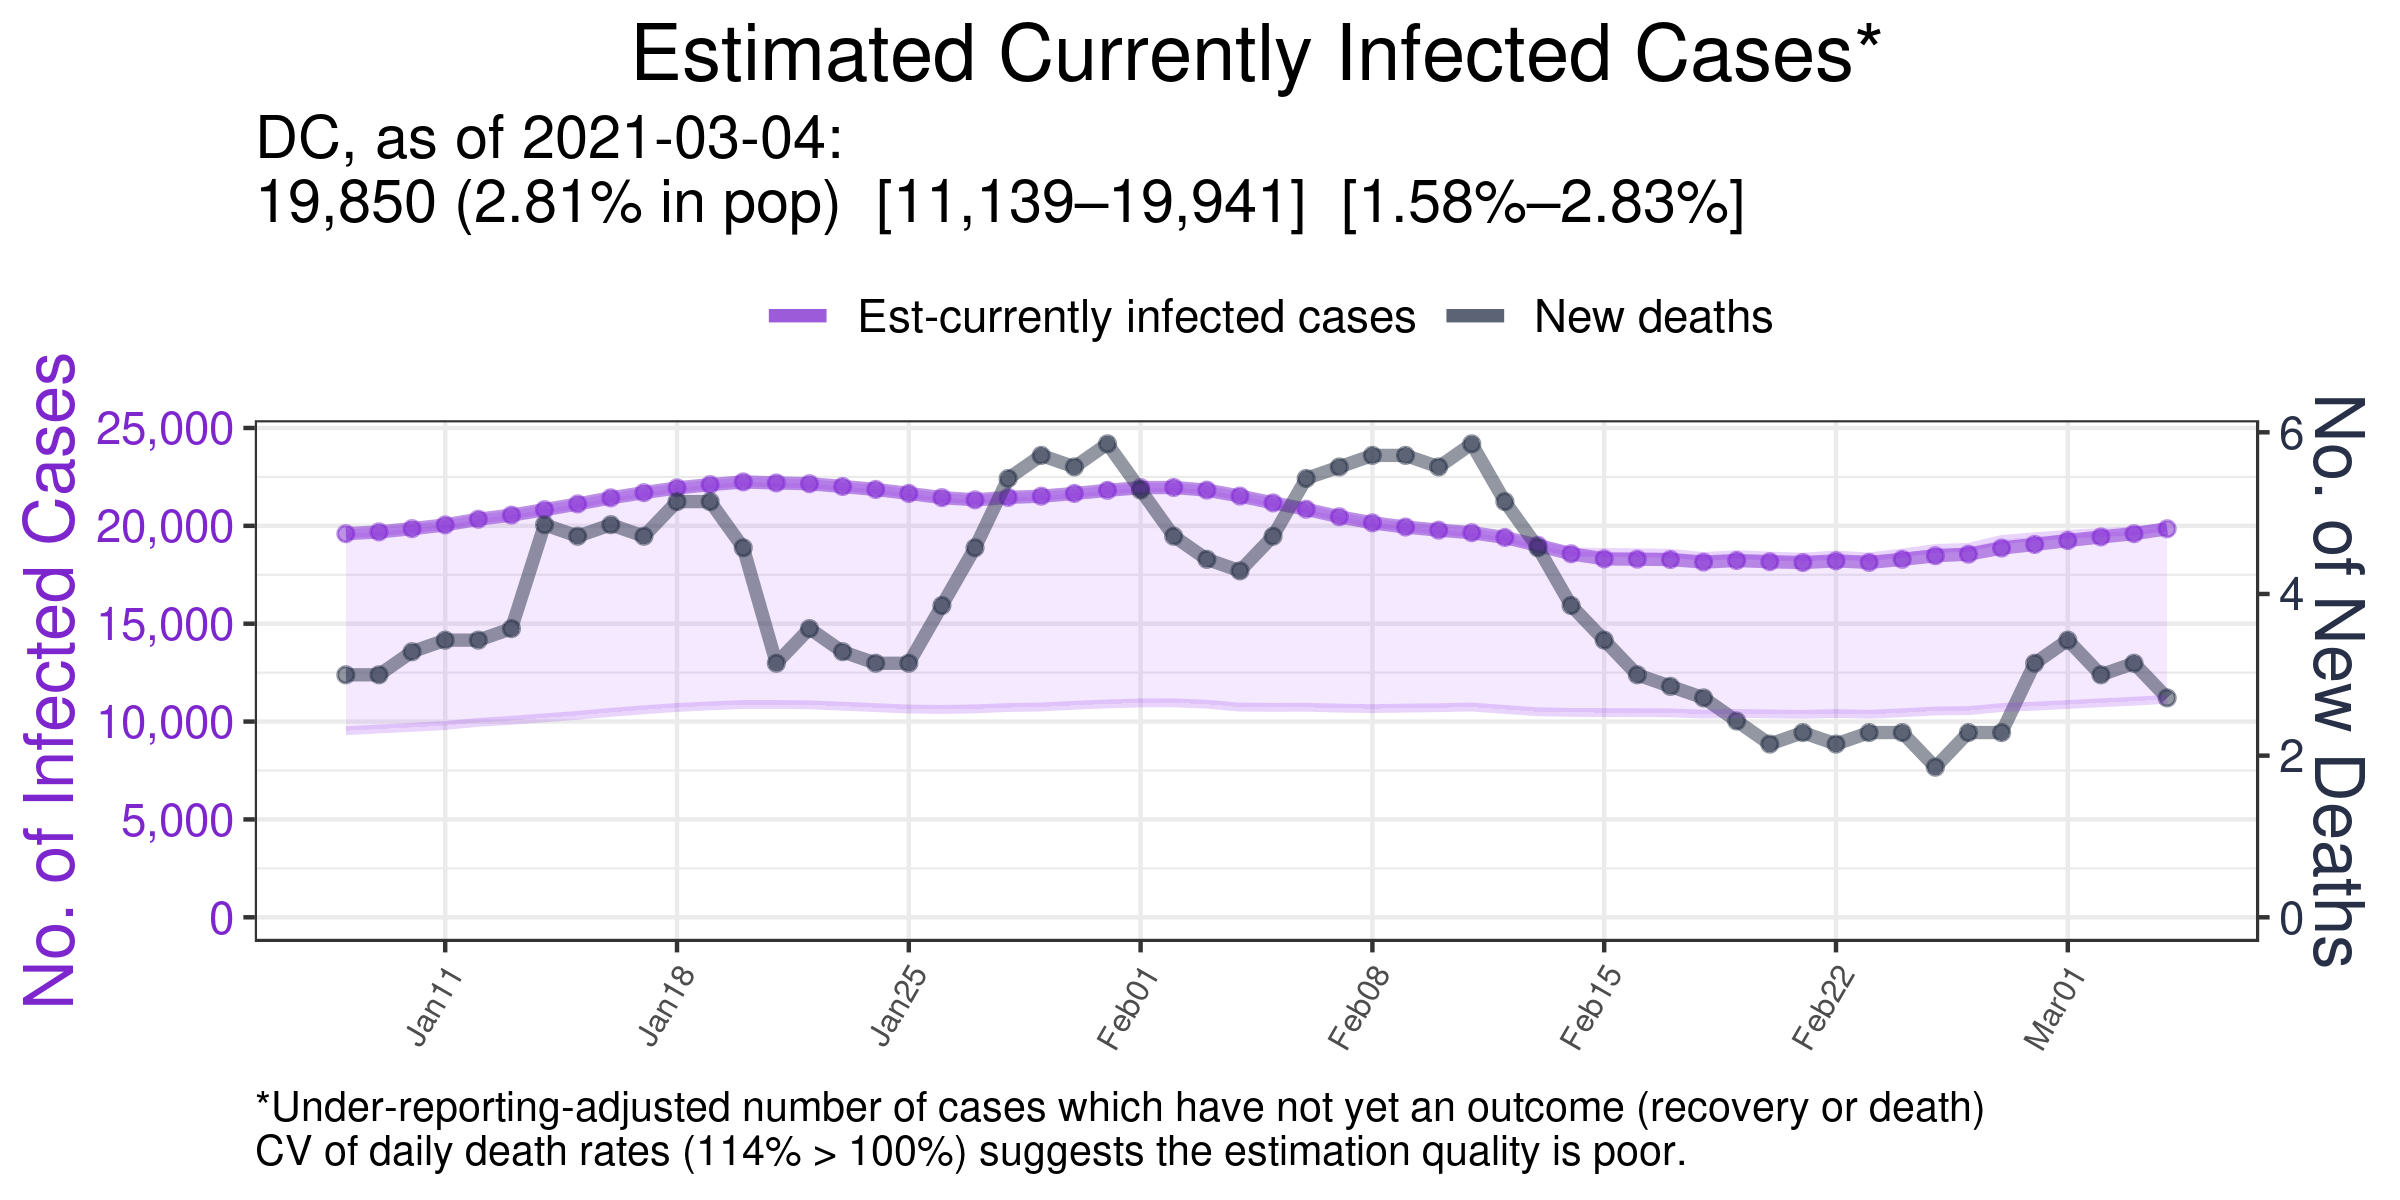 Estimated Currently Infected Cases*
DC, as of 2021-03-04:
19,850 (2.81% in pop)  [11,139–19,941]  [1.58%–2.83%]
Est-currently infected cases
New deaths
No. of Infected Cases
25,000
20,000
15,000
10,000
5,000
0
6
4
2
0
No. of New Deaths
Jan11
Jan18
Jan25
Feb01
Feb08
Feb15
Feb22
Mar01
*Under-reporting-adjusted number of cases which have not yet an outcome (recovery or death)
CV of daily death rates (114% > 100%) suggests the estimation quality is poor.